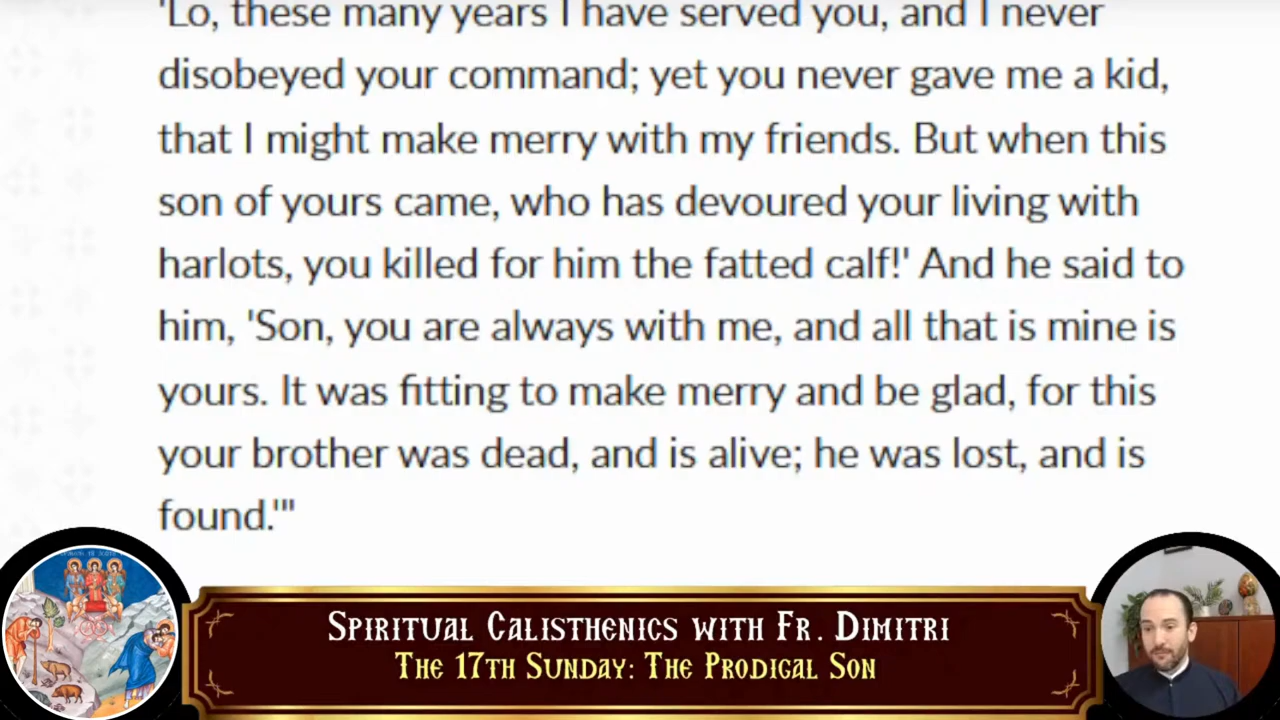 'Lo, these many years I have served you, and I never
disobeyed your command; yet you never gave me a kid,
that I might make merry with my friends. But when this
son of yours came, who has devoured your living with
harlots, you killed for him the fatted calf!' And he said to
him, 'Son, you are always with me, and all that is mine is
yours. It was fitting to make merry and be glad, for this
your brother was dead, and is alive; he was lost, and is
found.'"
Spiritual Calisthenics with Fr. Dimitri
The 17th Sunday: The Prodigal Son